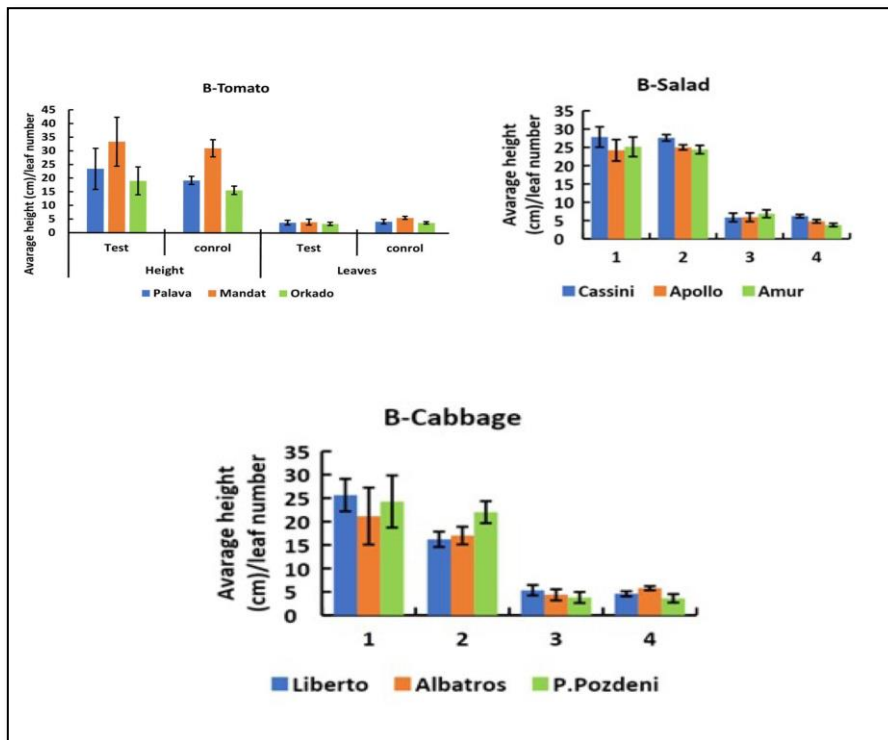 B-Tomato
Avarage height (cm)/leaf number
45
40
35
30
25
20
15
10
5
0
Test conrol Test conrol
Height Leaves
Palava Mandat Orkado
B-Salad
Avarage height
(cm)/leaf number
35
30
25
20
15
10
5
0
1 2 3 4
Cassini Apollo Amur
B-Cabbage
Avarage height
(cm)/leaf number
35
30
25
20
15
10
5
0
1 2 3 4
Liberto Albatros P.Pozdeni